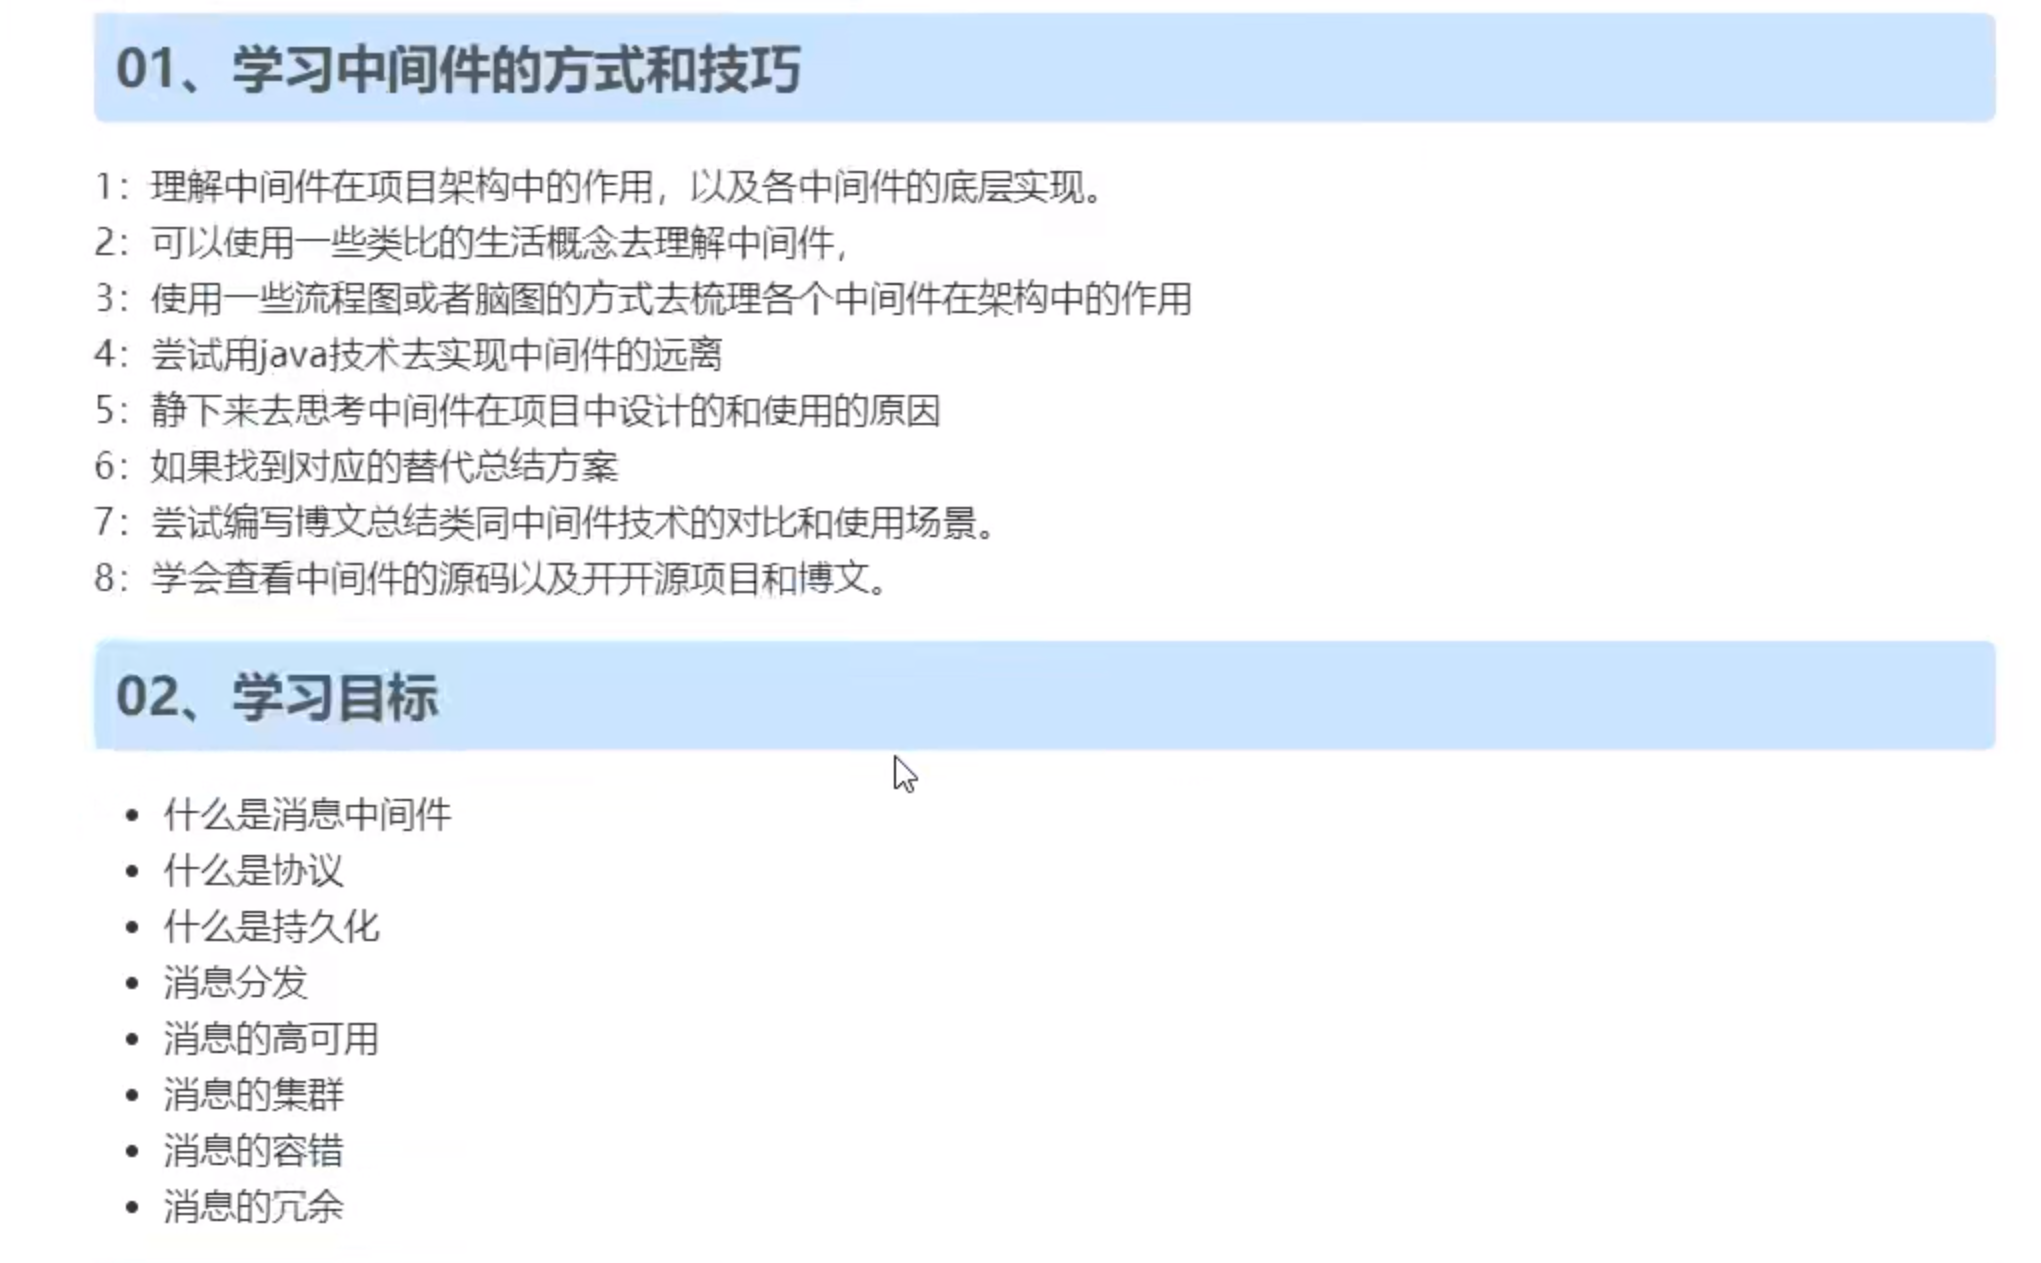 01、学习中间件的方式和技巧
1：理解中间件在项目架构中的作用，以及各中间件的底层实现。
2：可以使用一些类比的生活概念去理解中间件，
3：使用一些流程图或者脑图的方式去梳理各个中间件在架构中的作用
4：尝试用java技术去实现中间件的远离
5：静下来去思考中间件在项目中设计的和使用的原因
6：如果找到对应的替代总结方案
7：尝试编写博文总结类同中间件技术的对比和使用场景。
8：学会查看中间件的源码以及开开源项目和博文。
02、学习目标
• 什么是消息中间件
• 什么是协议
• 什么是持久化
• 消息分发
• 消息的高可用
• 消息的集群
• 消息的容错
• 消息的冗余